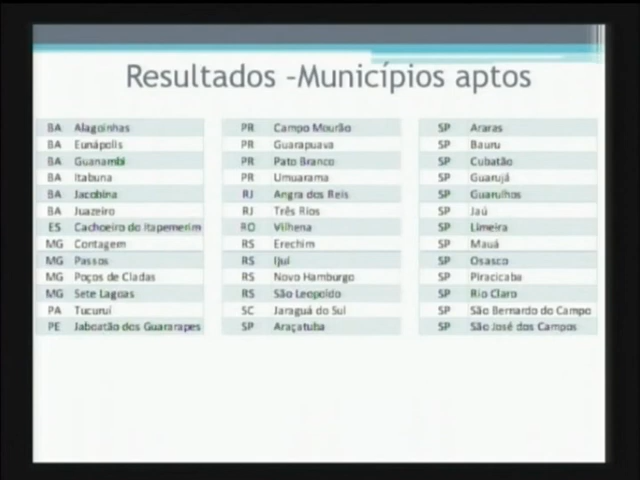 Resultados -Municípios aptos
BA Alagoinhas
BA Eunápolis
BA Guanambi
BA Itabuna
BA Jacobina
BA Juazeiro
ES Cachoeiro do Itapemerim
MG Contagem
MG Passos
MG Poços de Cladas
MG Sete Lagoas
PA Tucuruí
PE Jaboatão dos Guararapes
PR Campo Mourão
PR Guarapuava
PR Pato Branco
PR Umuarama
RJ Angra dos Reis
RJ Três Rios
RO Vilhena
RS Erechim
RS Ijuí
RS Novo Hamburgo
RS São Leopoldo
SC Jaraguá do Sul
SP Araçatuba
SP Araras
SP Bauru
SP Cubatão
SP Guarujá
SP Guarulhos
SP Jaú
SP Limeira
SP Mauá
SP Osasco
SP Piracicaba
SP Rio Claro
SP São Bernardo do Campo
SP São José dos Campos